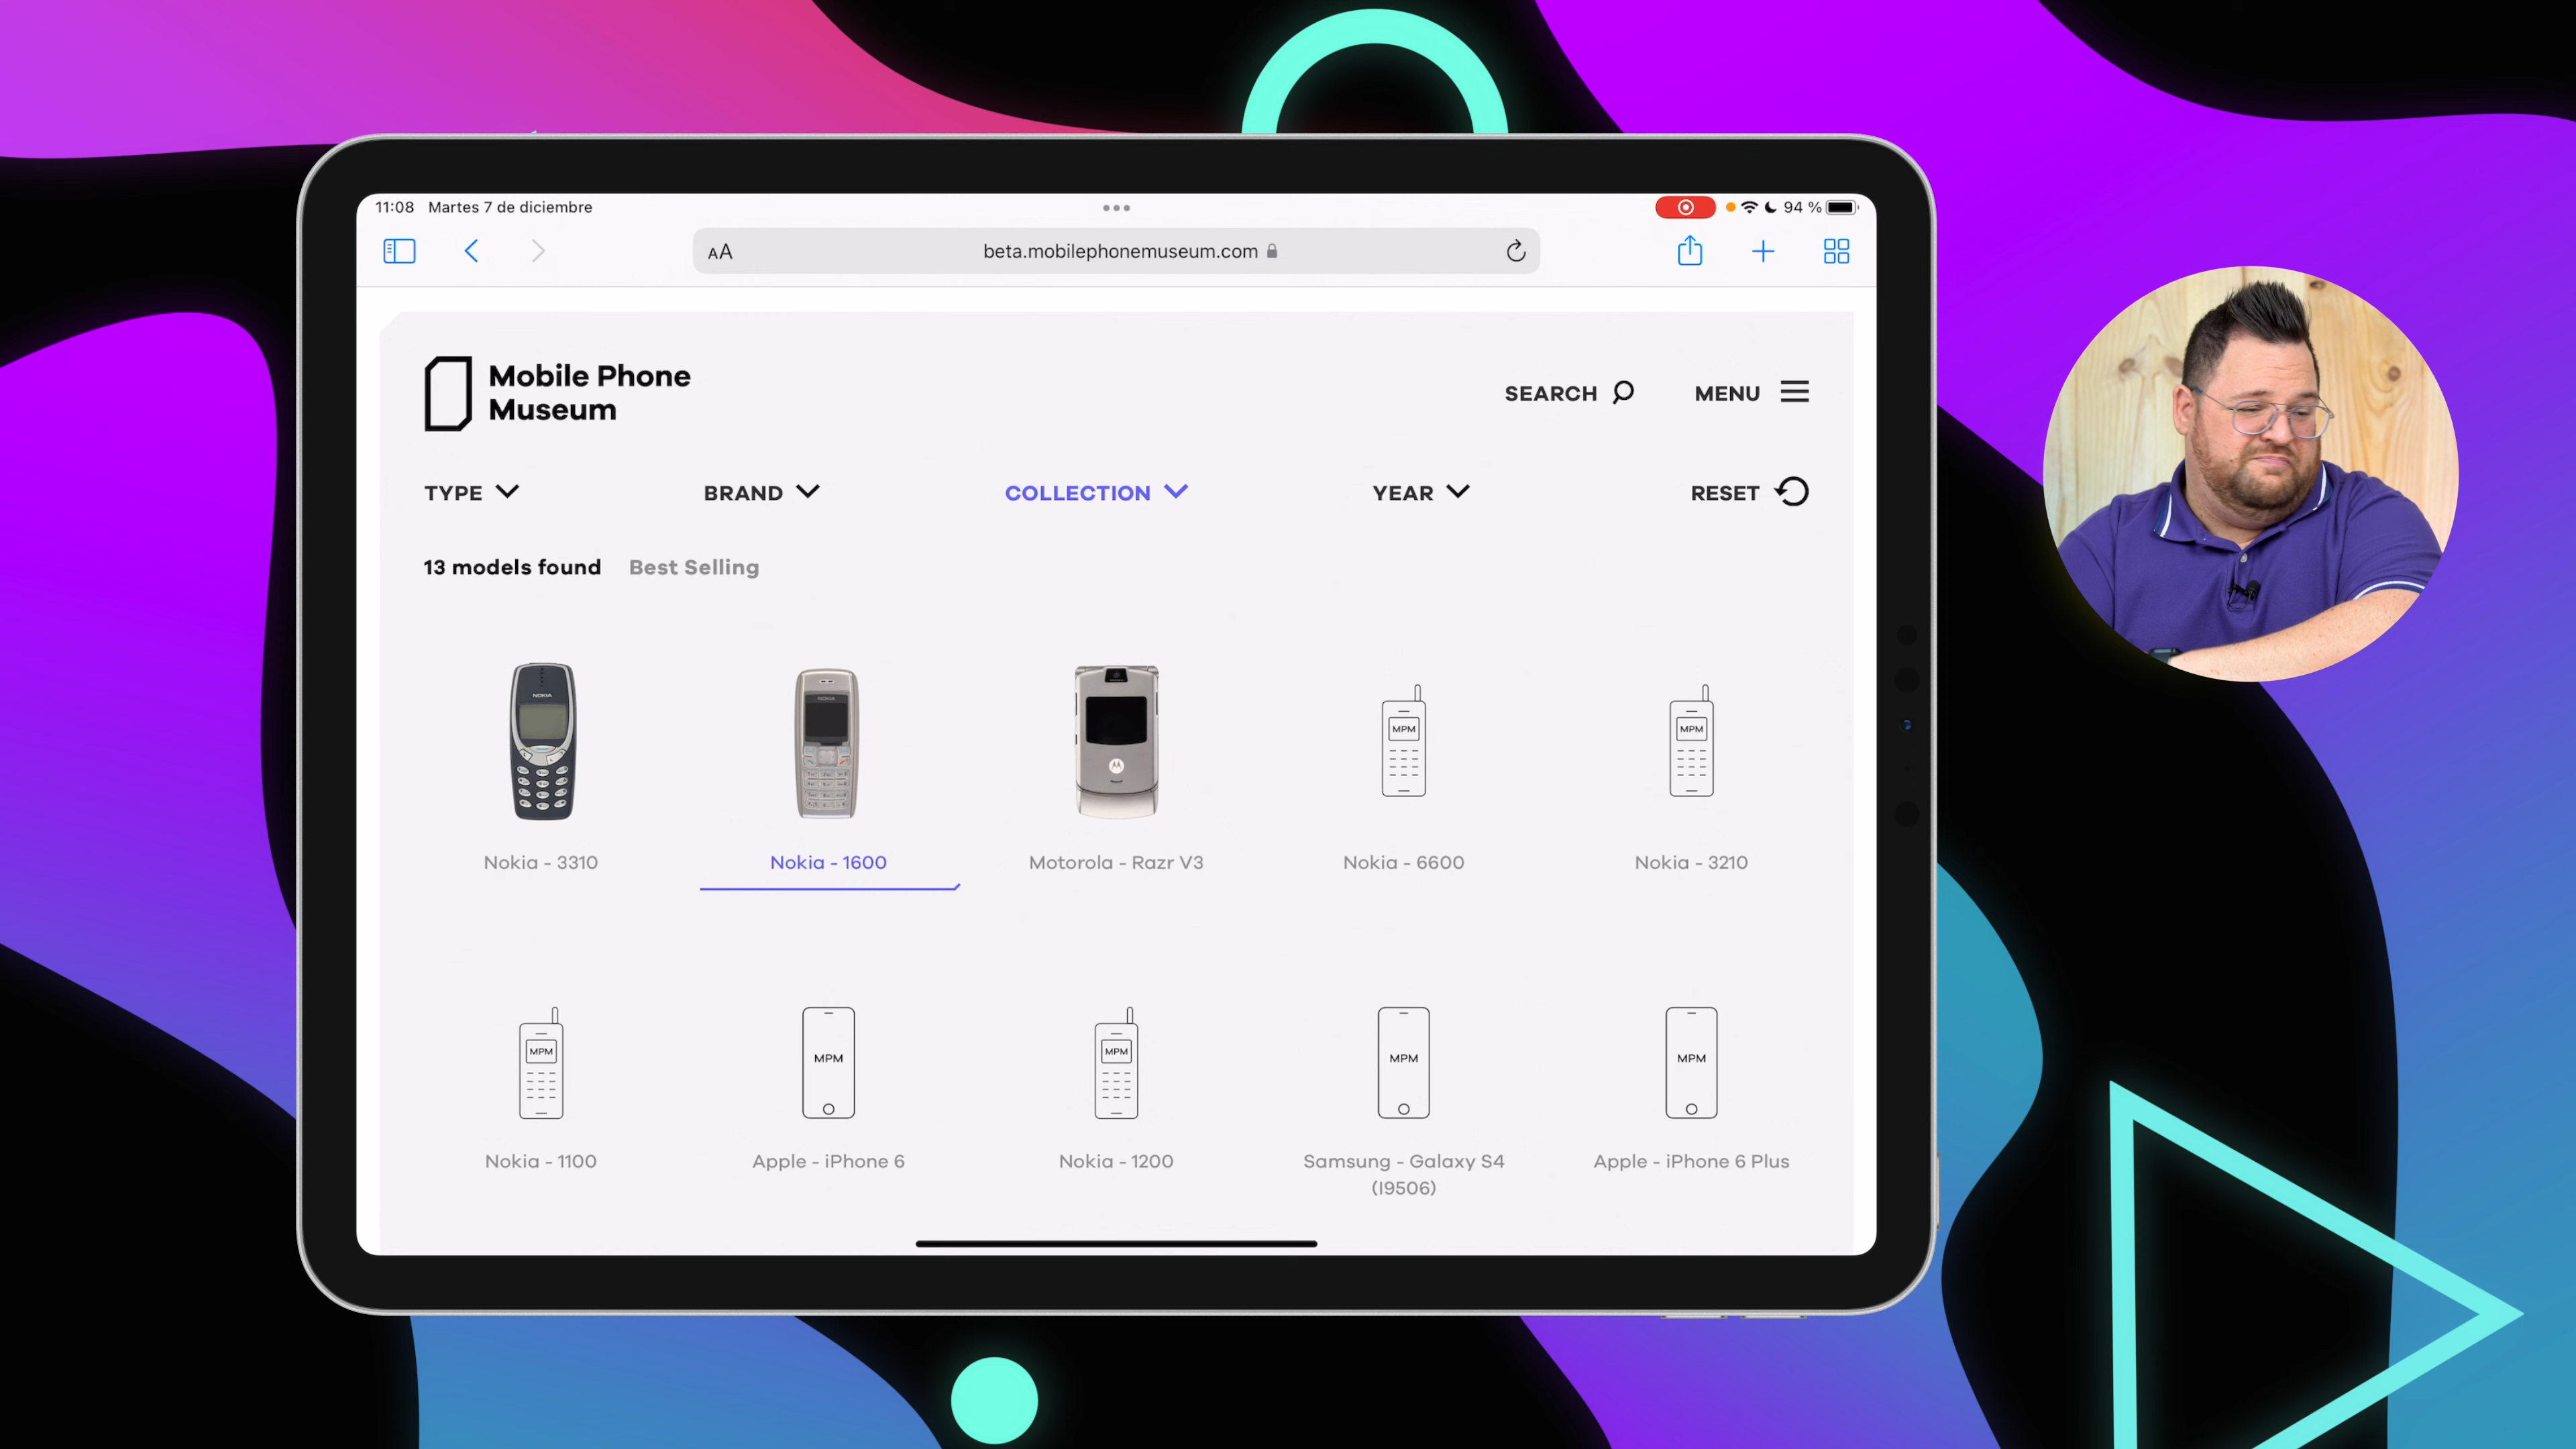 11:08 Martes 7 de diciembre
94 %
AA
beta.mobilephonemuseum.com
Mobile Phone
Museum
SEARCH
MENU
TYPE
BRAND
COLLECTION
YEAR
RESET
13 models found Best Selling
NOKIA
NOKIA
MPM
MPM
Nokia - 3310
Nokia - 1600
Motorola - Razr V3
Nokia - 6600
Nokia - 3210
MPM
MPM
MPM
MPM
MPM
Nokia - 1100
Apple - iPhone 6
Nokia - 1200
Samsung - Galaxy S4
(I9506)
Apple - iPhone 6 Plus